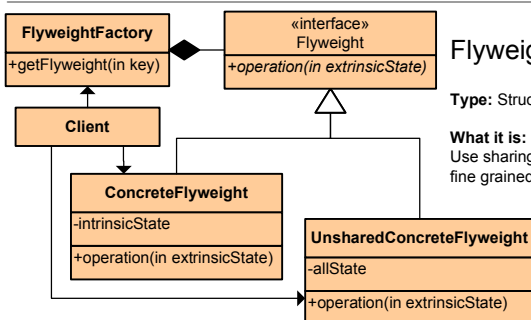 FlyweightFactory
+getFlyweight(in key)
«interface»
Flyweight
+operation(in extrinsicState)
Client
ConcreteFlyweight
-intrinsicState
+operation(in extrinsicState)
UnsharedConcreteFlyweight
-allState
+operation(in extrinsicState)
Flyweig
Type: Struc
What it is:
Use sharing
fine grained